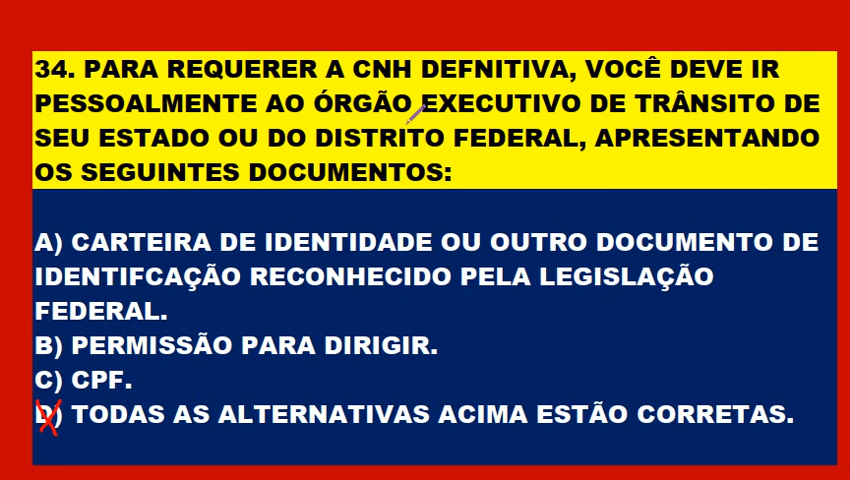 34. PARA REQUERER A CNH DEFNITIVA, VOCÊ DEVE IR
PESSOALMENTE AO ÓRGÃO EXECUTIVO DE TRÂNSITO DE
SEU ESTADO OU DO DISTRITO FEDERAL, APRESENTANDO
OS SEGUINTES DOCUMENTOS:
A) CARTEIRA DE IDENTIDADE OU OUTRO DOCUMENTO DE
IDENTIFCAÇÃO RECONHECIDO PELA LEGISLAÇÃO
FEDERAL.
B) PERMISSÃO PARA DIRIGIR.
C) CPF.
D) TODAS AS ALTERNATIVAS ACIMA ESTÃO CORRETAS.